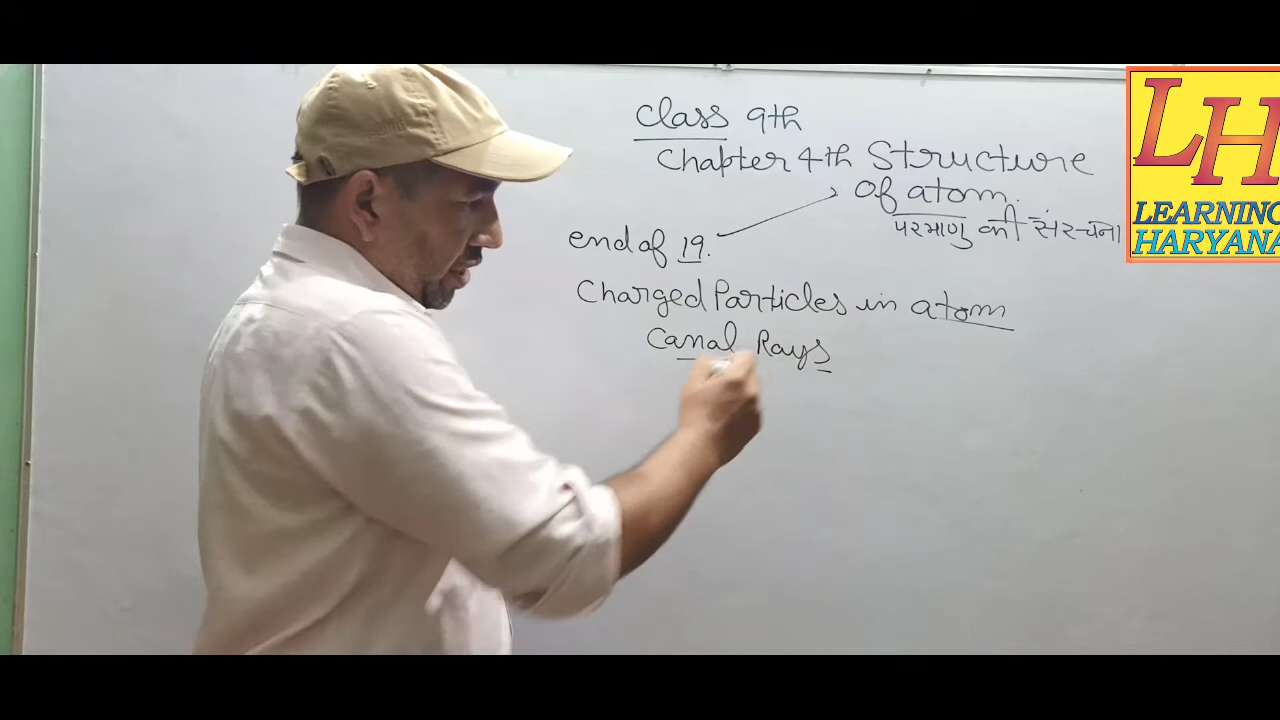 Class 9th
Chapter 4th Structure
of atom.
परमाणु की संरचना
end of 19.
Charged Particles in atom
Canal Rays
LH
LEARNING
HARYANA